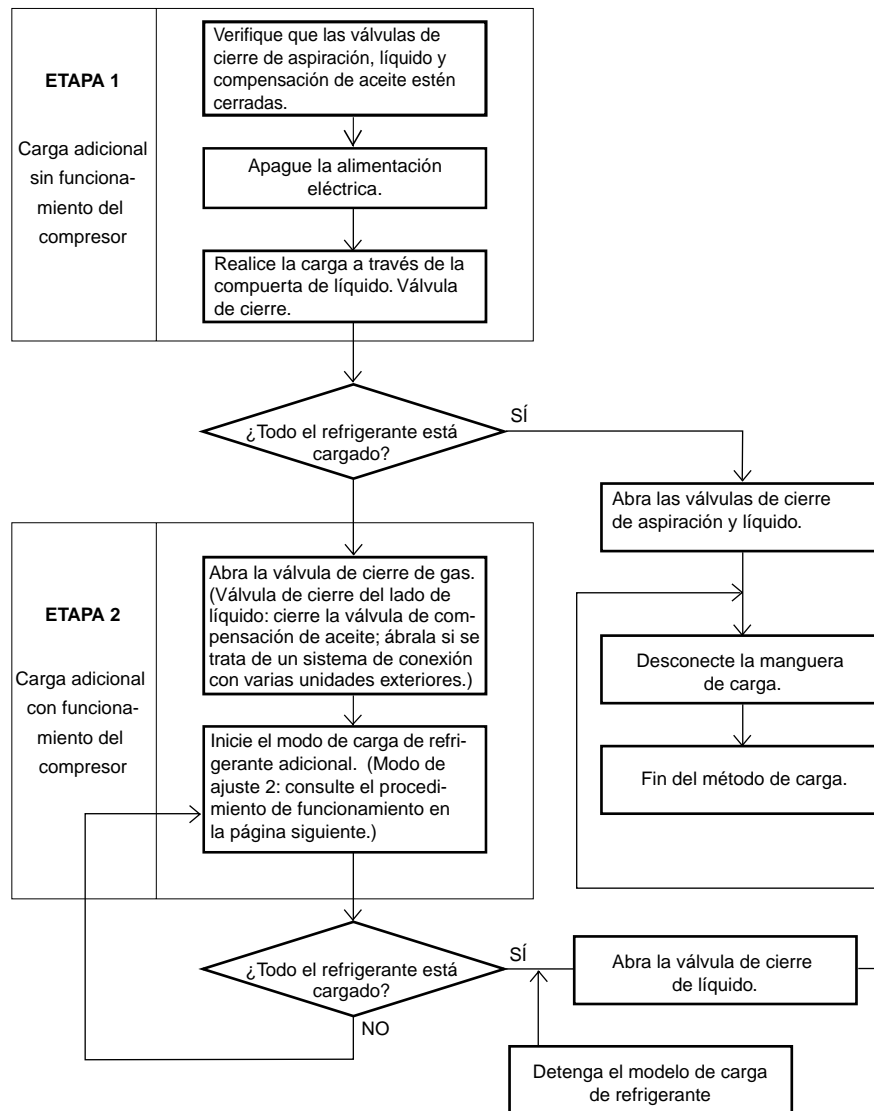 ETAPA 1
Carga adicional
sin funciona-
miento del
compresor
Verifique que las válvulas de
cierre de aspiración, líquido y
compensación de aceite estén
cerradas.
Apague la alimentación
eléctrica.
Realice la carga a través de la
compuerta de líquido. Válvula
de cierre.
¿Todo el refrigerante está
cargado?
SÍ
Abra las válvulas de cierre
de aspiración y líquido.
Desconecte la manguera
de carga.
Fin del método de carga.
ETAPA 2
Carga adicional
con funciona-
miento del
compresor
Abra la válvula de cierre de gas.
(Válvula de cierre del lado de
líquido: cierre la válvula de com-
pensación de aceite; ábrala si se
trata de un sistema de conexión
con varias unidades exteriores.)
Inicie el modo de carga de refri-
gerante adicional. (Modo de
ajuste 2: consulte el procedi-
miento de funcionamiento en
la página siguiente.)
¿Todo el refrigerante está
cargado?
SÍ
NO
Abra la válvula de cierre
de líquido.
Detenga el modelo de carga
de refrigerante